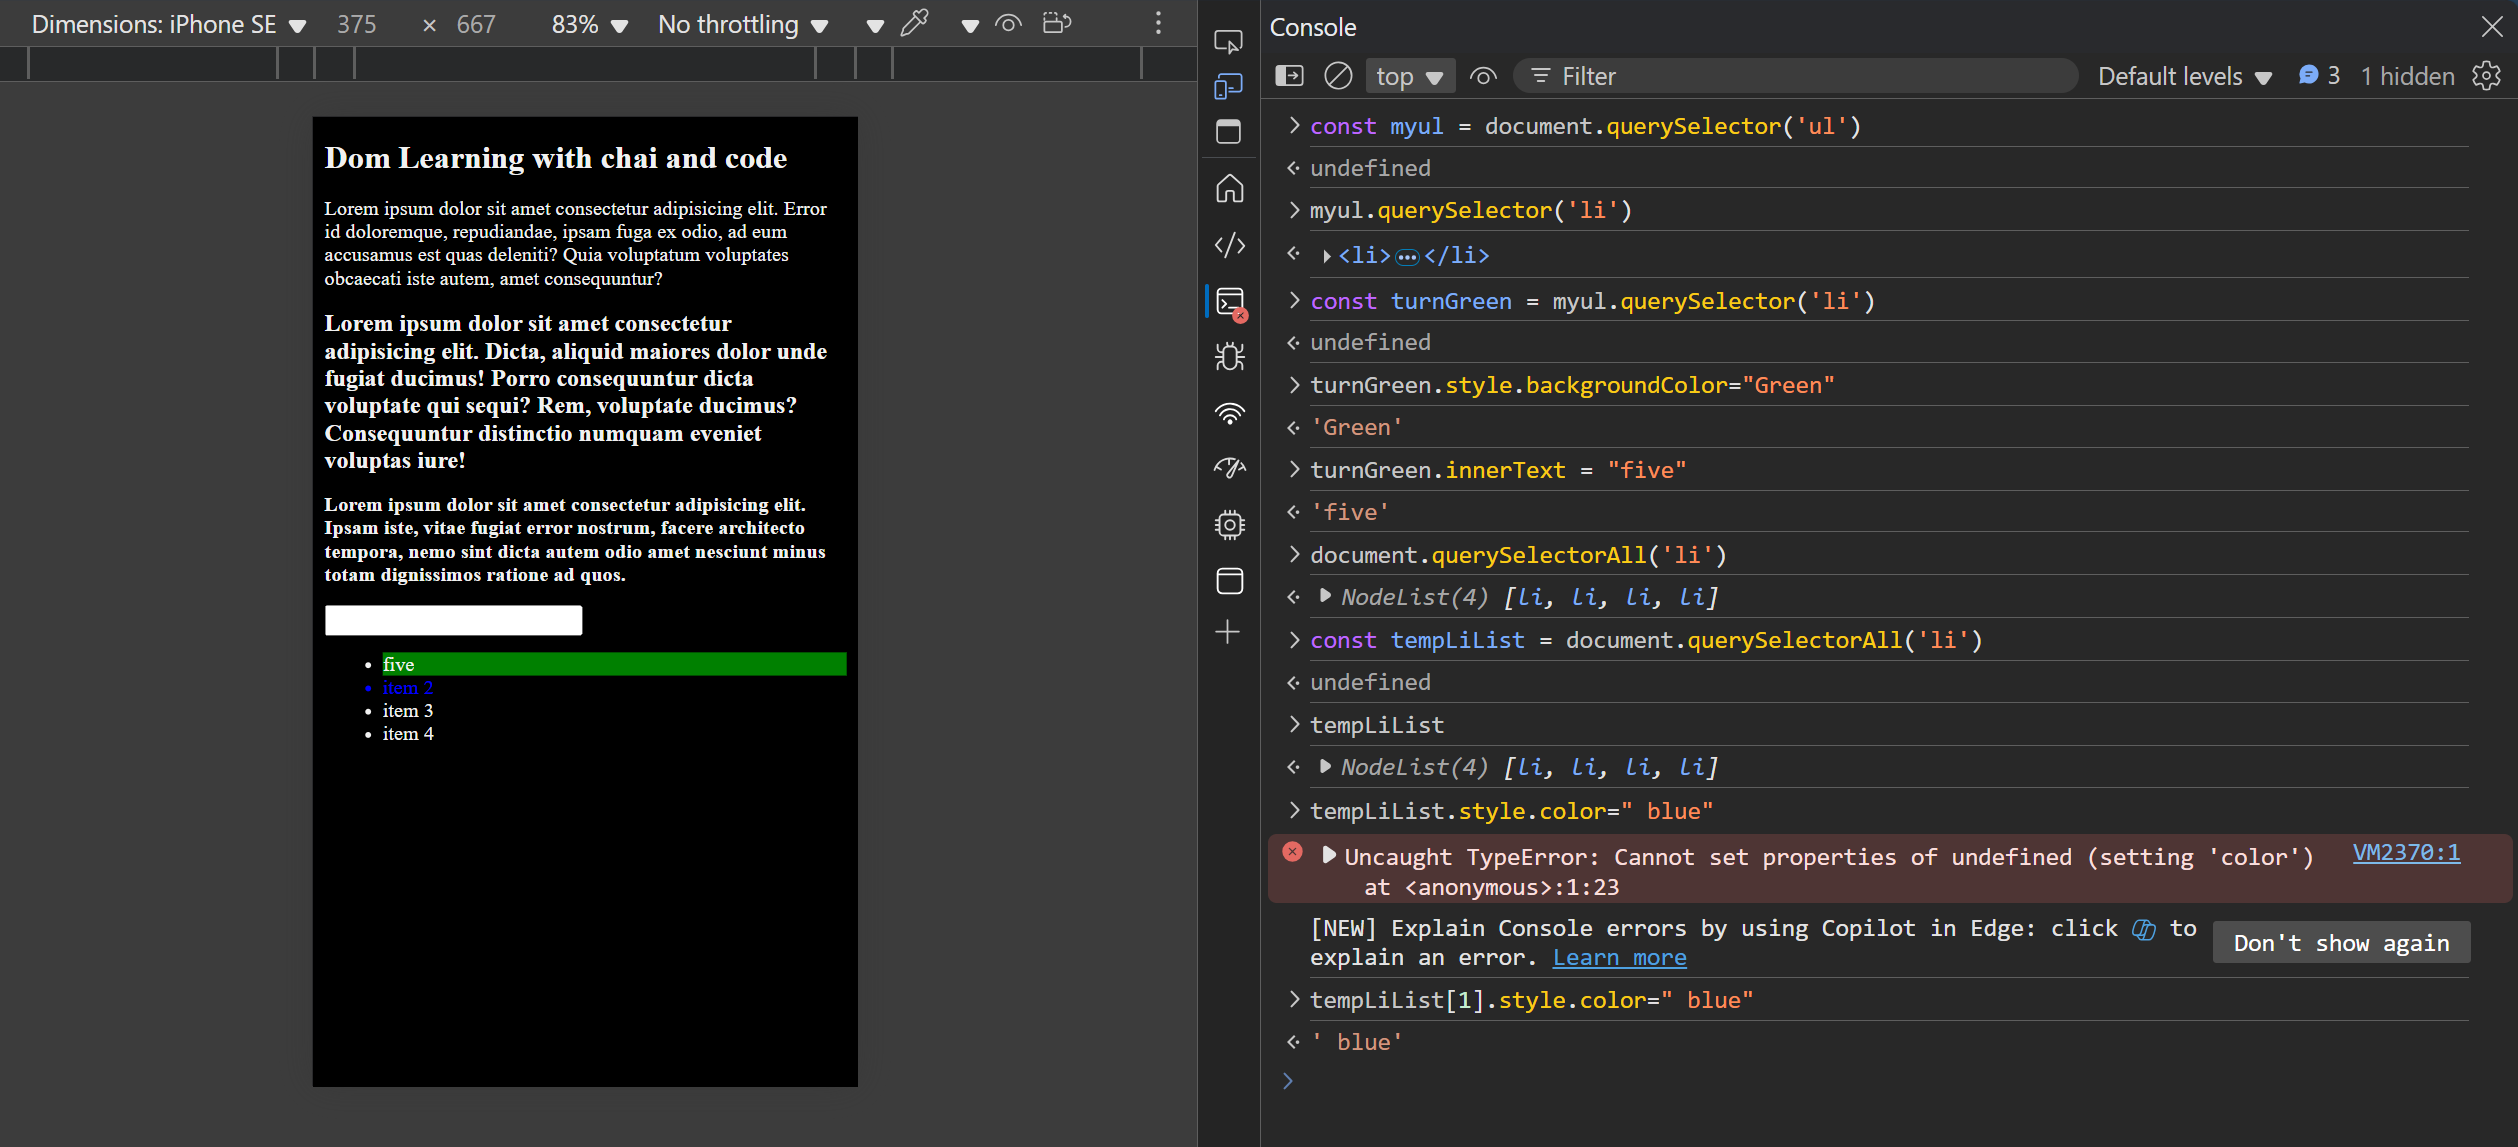 Dimensions: iPhone SE 375 × 667 83% No throttling
Dom Learning with chai and code
Lorem ipsum dolor sit amet consectetur adipisicing elit. Error
id doloremque, repudiandae, ipsam fuga ex odio, ad eum
accusamus est quas deleniti? Quia voluptatum voluptates
obcaecati iste autem, amet consequuntur?
Lorem ipsum dolor sit amet consectetur
adipisicing elit. Dicta, aliquid maiores dolor unde
fugiat ducimus! Porro consequuntur dicta
voluptate qui sequi? Rem, voluptate ducimus?
Consequuntur distinctio numquam eveniet
voluptas iure!
Lorem ipsum dolor sit amet consectetur adipisicing elit.
Ipsam iste, vitae fugiat error nostrum, facere architecto
tempora, nemo sint dicta autem odio amet nesciunt minus
totam dignissimos ratione ad quos.
five
item 2
item 3
item 4
Console
top Filter Default levels 3 1 hidden
const myul = document.querySelector('ul')
undefined
myul.querySelector('li')
<li>…</li>
const turnGreen = myul.querySelector('li')
undefined
turnGreen.style.backgroundColor="Green"
'Green'
turnGreen.innerText = "five"
'five'
document.querySelectorAll('li')
NodeList(4) [li, li, li, li]
const tempLiList = document.querySelectorAll('li')
undefined
tempLiList
NodeList(4) [li, li, li, li]
tempLiList.style.color=" blue"
Uncaught TypeError: Cannot set properties of undefined (setting 'color') VM2370:1
at <anonymous>:1:23
[NEW] Explain Console errors by using Copilot in Edge: click to
explain an error. Learn more
Don't show again
tempLiList[1].style.color=" blue"
' blue'